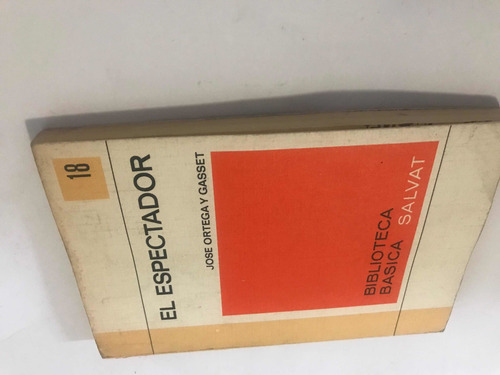 18
EL ESPECTADOR
JOSE ORTEGA Y GASSET
BIBLIOTECA
BASICA SALVAT